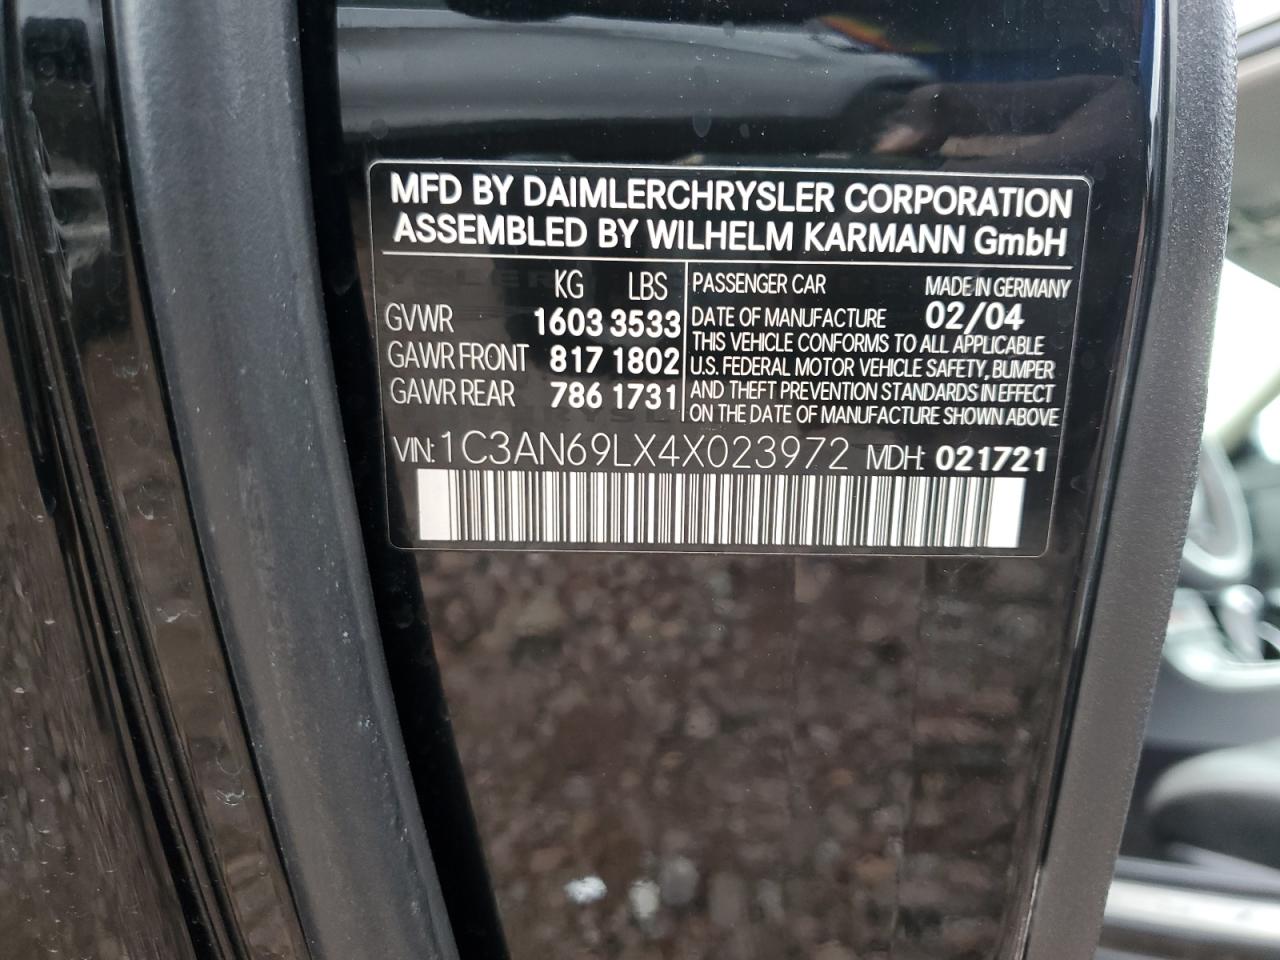 MFD BY DAIMLERCHRYSLER CORPORATION
ASSEMBLED BY WILHELM KARMANN GmbH
KG LBS
GVWR 1603 3533
GAWR FRONT 817 1802
GAWR REAR 786 1731
PASSENGER CAR MADE IN GERMANY
DATE OF MANUFACTURE 02/04
THIS VEHICLE CONFORMS TO ALL APPLICABLE
U.S. FEDERAL MOTOR VEHICLE SAFETY, BUMPER
AND THEFT PREVENTION STANDARDS IN EFFECT
ON THE DATE OF MANUFACTURE SHOWN ABOVE
VIN: 1C3AN69LX4X023972 MDH: 021721